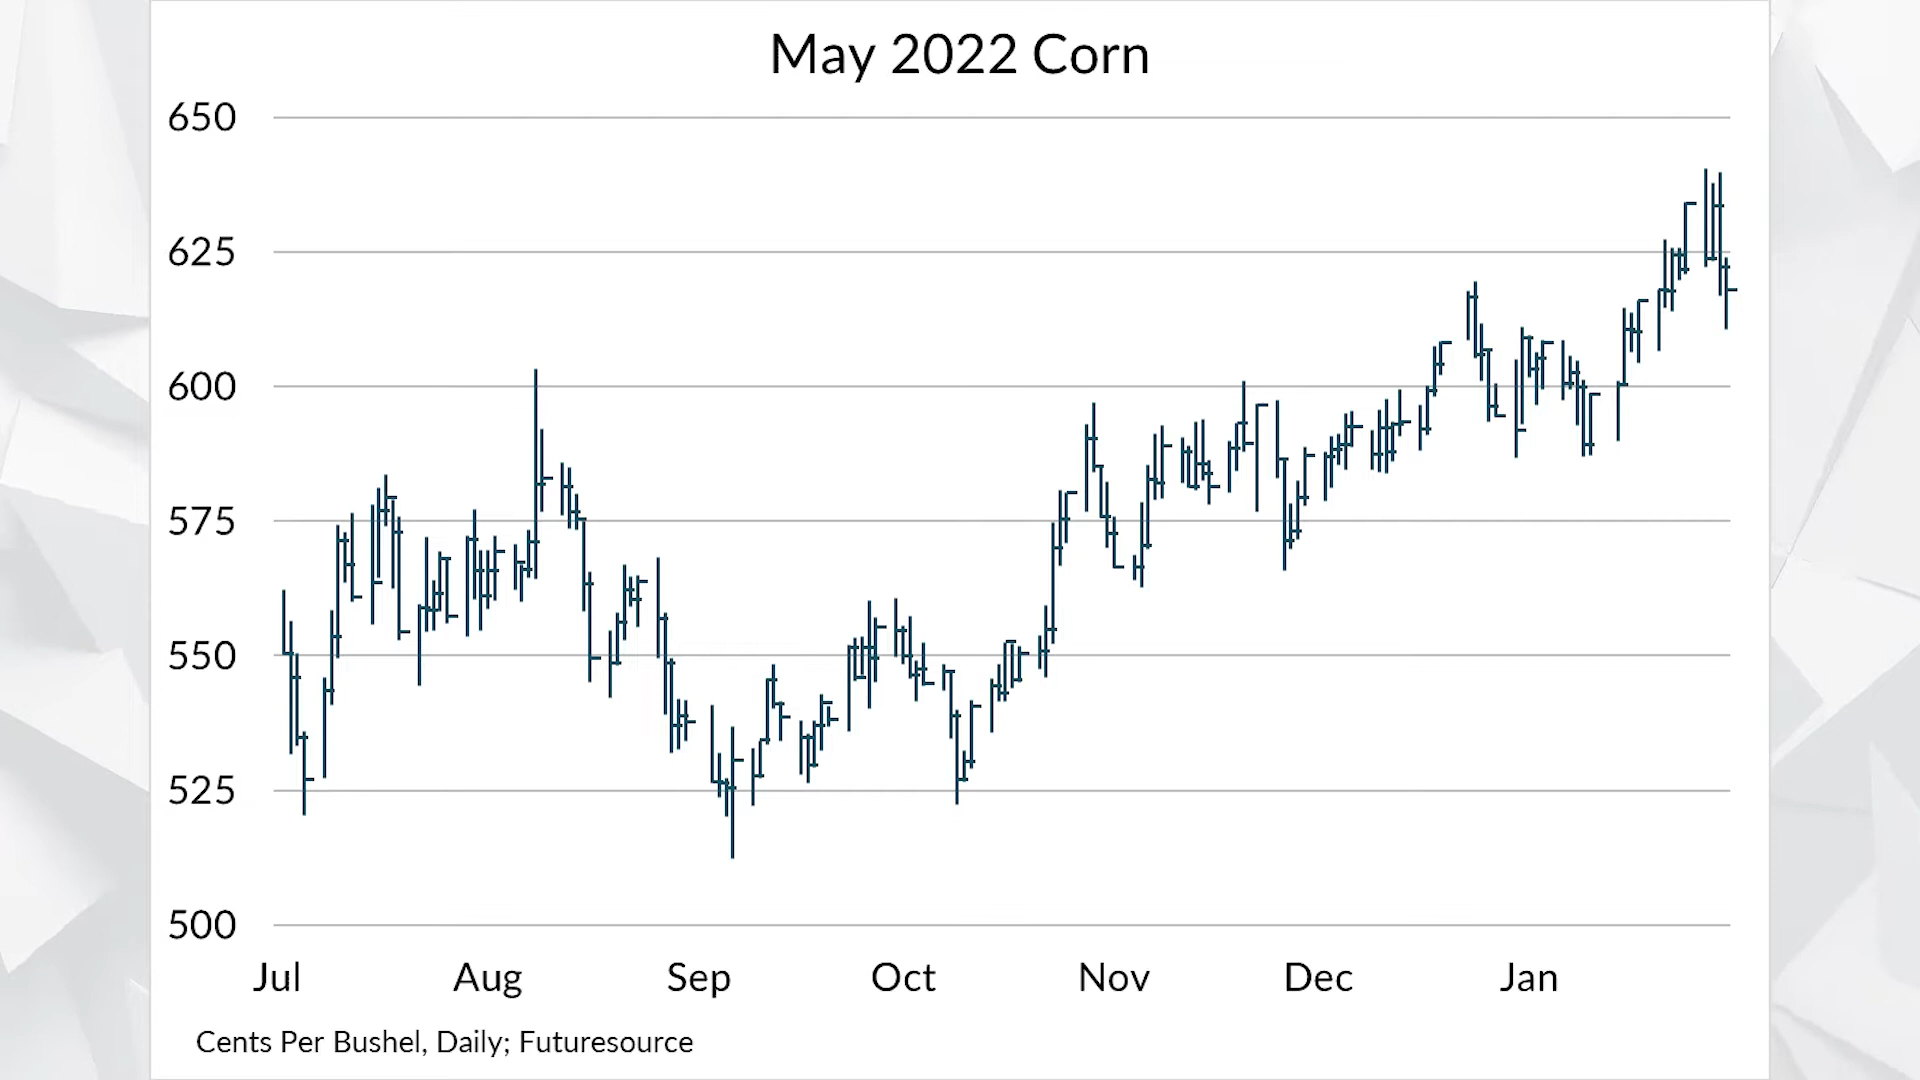 May 2022 Corn
650
625
600
575
550
525
500
Jul Aug Sep Oct Nov Dec Jan
Cents Per Bushel, Daily; Futuresource